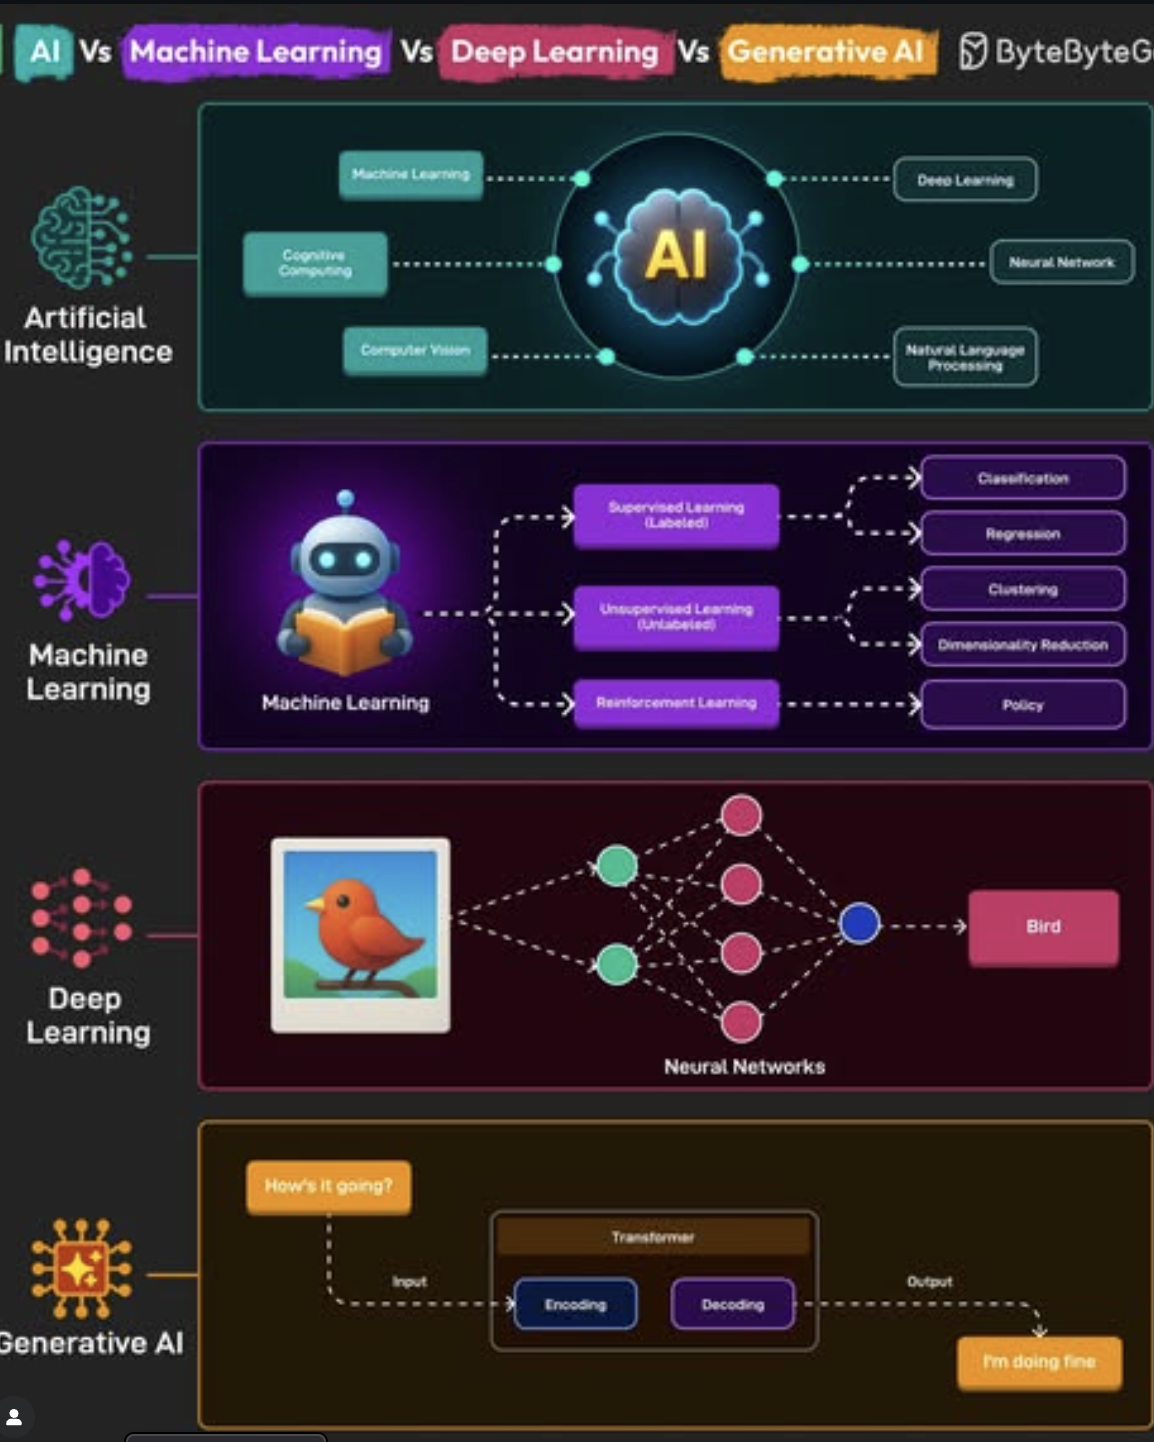 AI Vs Machine Learning Vs Deep Learning Vs Generative AI ByteByteG
Machine Learning
Deep Learning
AI
Cognitive
Computing
Neural Network
Computer Vision
Natural Language
Processing
Artificial
Intelligence
Supervised Learning
(Labeled)
Classification
Regression
Unsupervised Learning
(Unlabeled)
Clustering
Dimensionality Reduction
Machine Learning
Reinforcement Learning
Policy
Machine
Learning
Bird
Neural Networks
Deep
Learning
How's it going?
Transformer
Input
Encoding
Decoding
Output
I'm doing fine
Generative AI